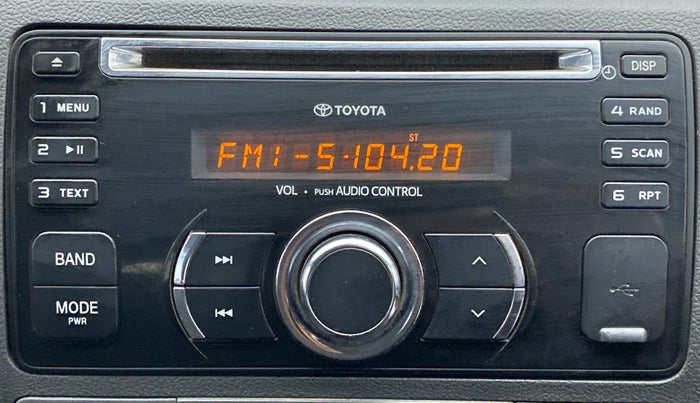 DISP
1 MENU
4 RAND
TOYOTA
ST
2
FM1-5·104.20
5 SCAN
3 TEXT
VOL • PUSH AUDIO CONTROL
6 RPT
BAND
MODE
PWR